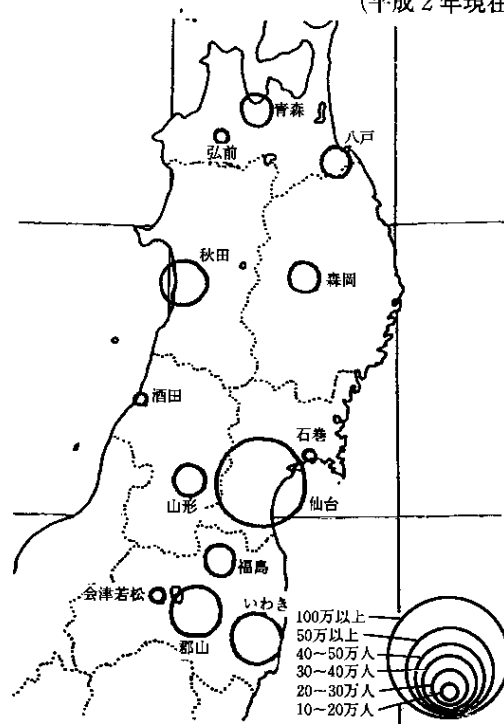 (平成2年現在
青森
弘前
八戸
秋田
森岡
酒田
石巻
山形
仙台
福島
会津若松
いわき
郡山
100万以上
50万以上
40〜50万人
30〜40万人
20〜30万人
10〜20万人